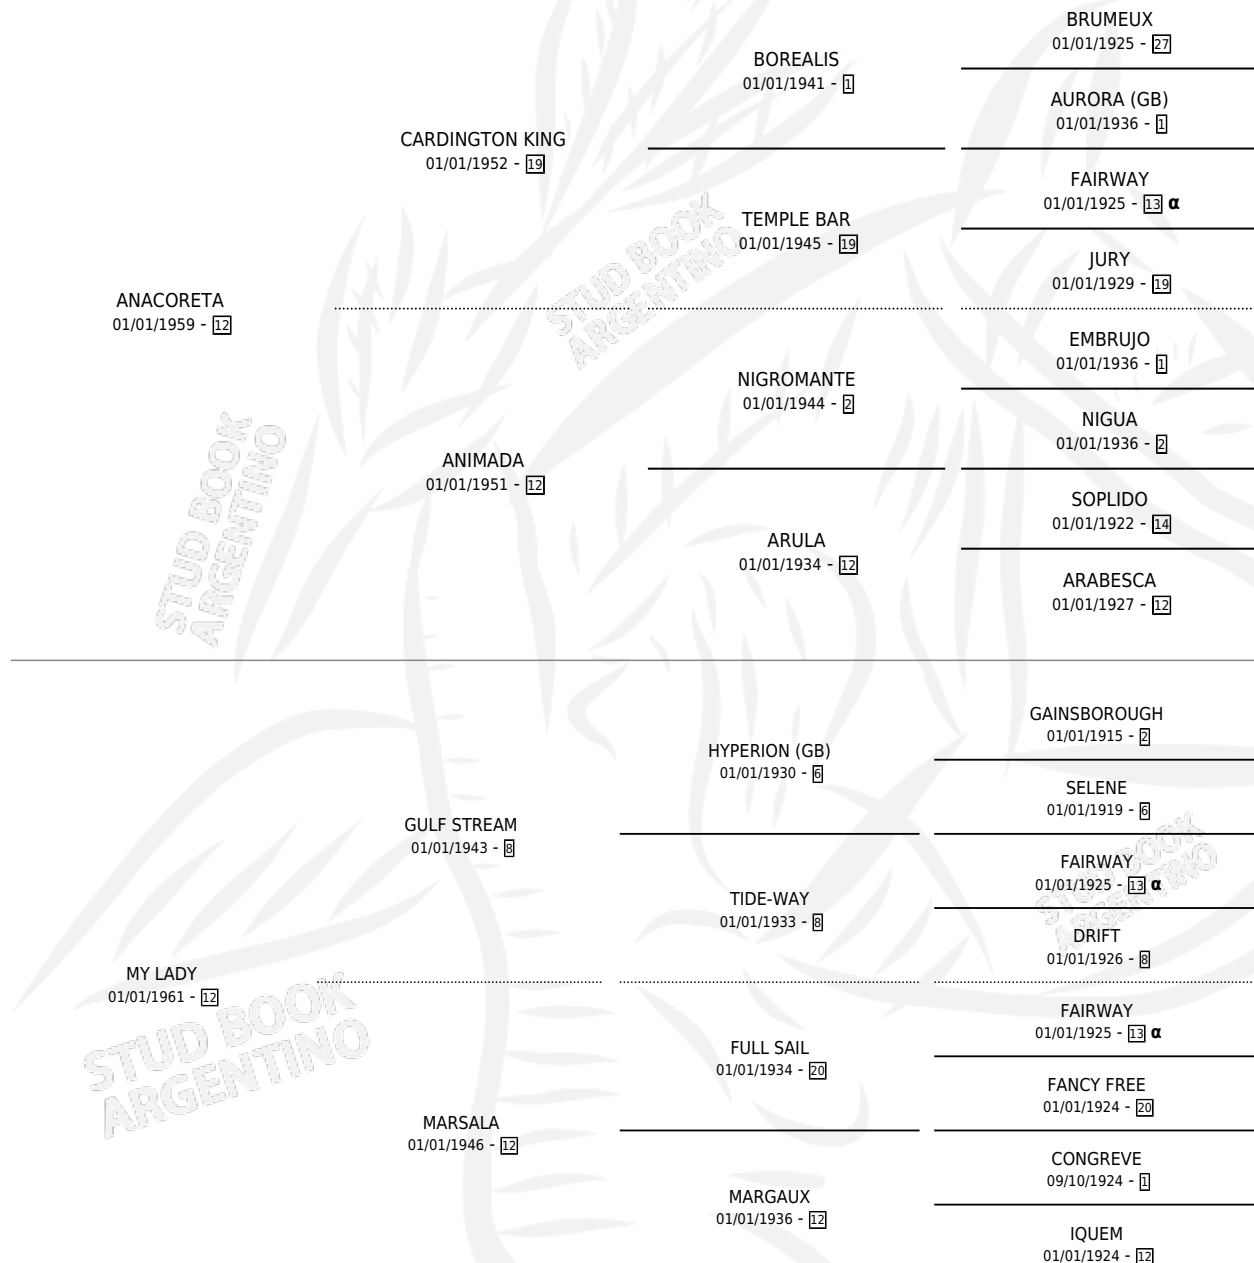 BRUMEUX
01/01/1925 - 27
BOREALIS
01/01/1941 - 1
AURORA (GB)
01/01/1936 - 1
CARDINGTON KING
01/01/1952 - 19
FAIRWAY
01/01/1925 - 13 α
TEMPLE BAR
01/01/1945 - 19
JURY
01/01/1929 - 19
ANACORETA
01/01/1959 - 12
EMBRUJO
01/01/1936 - 1
NIGROMANTE
01/01/1944 - 2
NIGUA
01/01/1936 - 2
ANIMADA
01/01/1951 - 12
SOPLIDO
01/01/1922 - 14
ARULA
01/01/1934 - 12
ARABESCA
01/01/1927 - 12
STUD BOOK
ARGENTINO
STUD BOOK
ARGENTINO
GAINSBOROUGH
01/01/1915 - 2
HYPERION (GB)
01/01/1930 - 6
SELENE
01/01/1919 - 6
GULF STREAM
01/01/1943 - 8
FAIRWAY
01/01/1925 - 13 α
TIDE-WAY
01/01/1933 - 8
DRIFT
01/01/1926 - 8
MY LADY
01/01/1961 - 12
FAIRWAY
01/01/1925 - 13 α
FULL SAIL
01/01/1934 - 20
FANCY FREE
01/01/1924 - 20
MARSALA
01/01/1946 - 12
CONGREVE
09/10/1924 - 1
MARGAUX
01/01/1936 - 12
IQUEM
01/01/1924 - 12
STUD BOOK
ARGENTINO
STUD BOOK
ARGENTINO